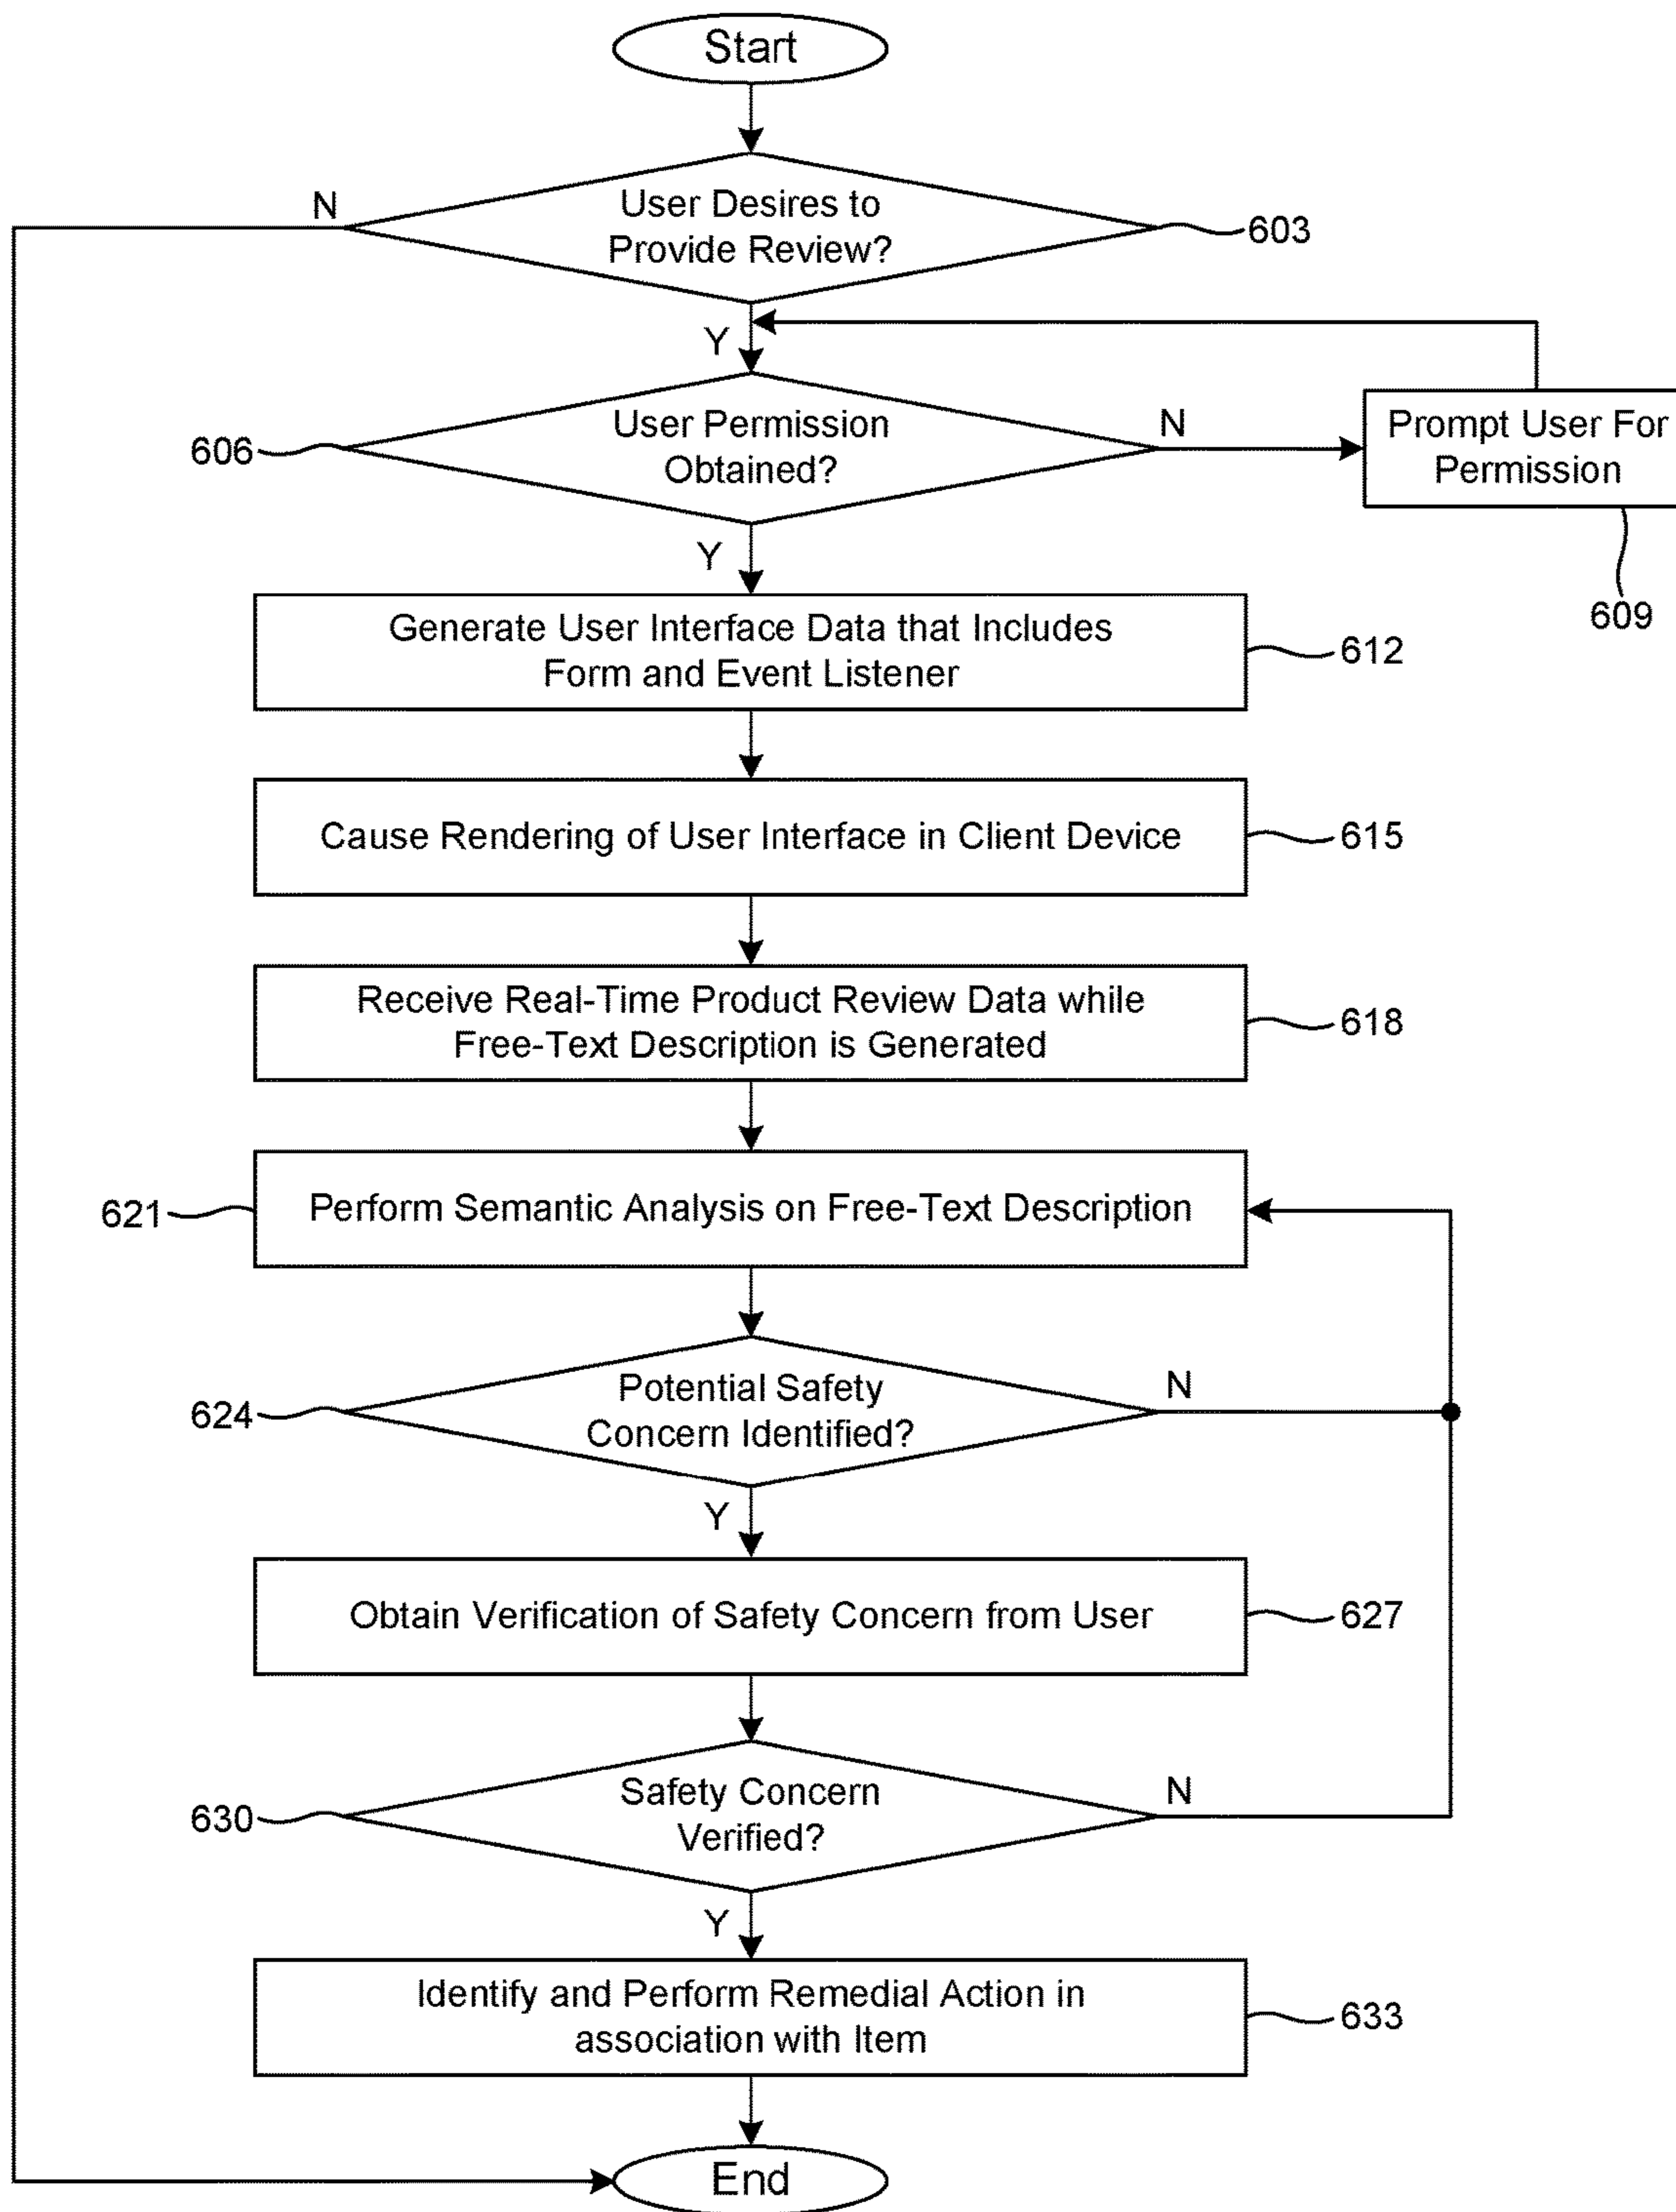 Start
N
User Desires to
Provide Review?
603
Y
606
User Permission
Obtained?
N
Prompt User For
Permission
609
Y
Generate User Interface Data that Includes
Form and Event Listener
612
Cause Rendering of User Interface in Client Device
615
Receive Real-Time Product Review Data while
Free-Text Description is Generated
618
621
Perform Semantic Analysis on Free-Text Description
624
Potential Safety
Concern Identified?
N
Y
Obtain Verification of Safety Concern from User
627
630
Safety Concern
Verified?
N
Y
Identify and Perform Remedial Action in
association with Item
633
End